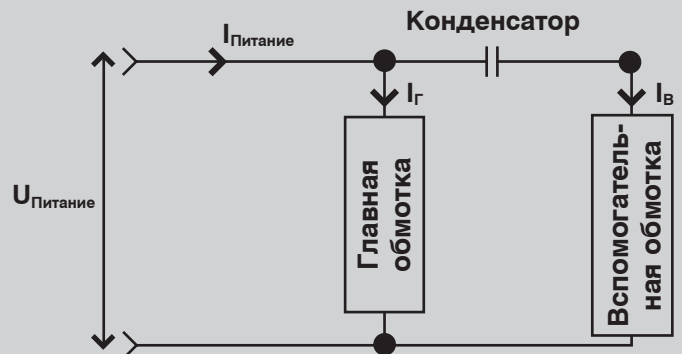 Конденсатор
IПитание
IГ
IВ
UПитание
Главная
обмотка
Вспомогатель-
ная обмотка